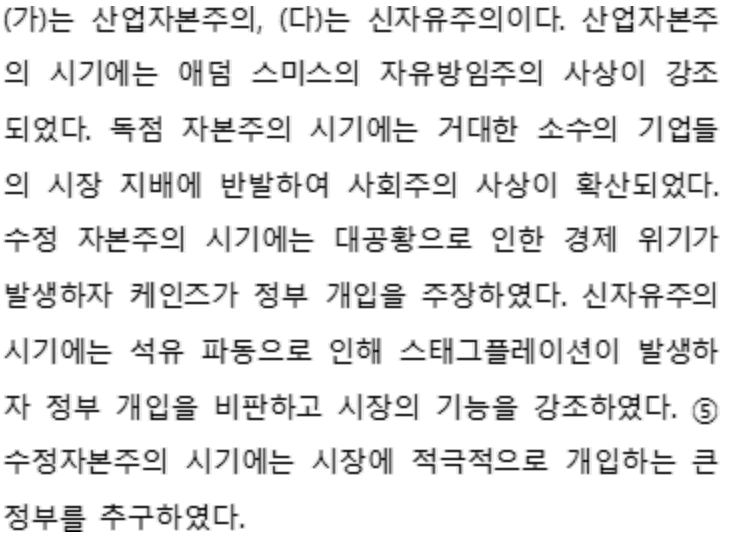 (가)는 산업자본주의, (다)는 신자유주의이다. 산업자본주
의 시기에는 애덤 스미스의 자유방임주의 사상이 강조
되었다. 독점 자본주의 시기에는 거대한 소수의 기업들
의 시장 지배에 반발하여 사회주의 사상이 확산되었다.
수정 자본주의 시기에는 대공황으로 인한 경제 위기가
발생하자 케인즈가 정부 개입을 주장하였다. 신자유주의
시기에는 석유 파동으로 인해 스태그플레이션이 발생하
자 정부 개입을 비판하고 시장의 기능을 강조하였다. ⑤
수정자본주의 시기에는 시장에 적극적으로 개입하는 큰
정부를 추구하였다.